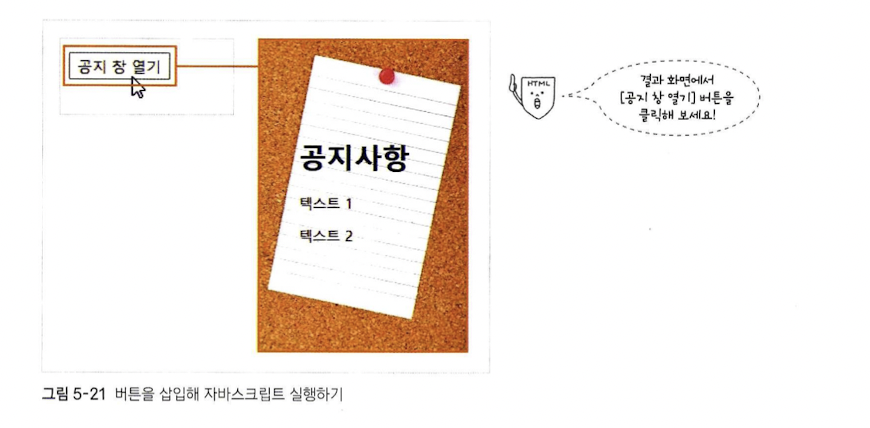 공지 창 열기
공지사항
텍스트 1
텍스트 2
HTML
결과 화면에서
[공지 창 열기] 버튼을
클릭해 보세요!
그림 5-21 버튼을 삽입해 자바스크립트 실행하기